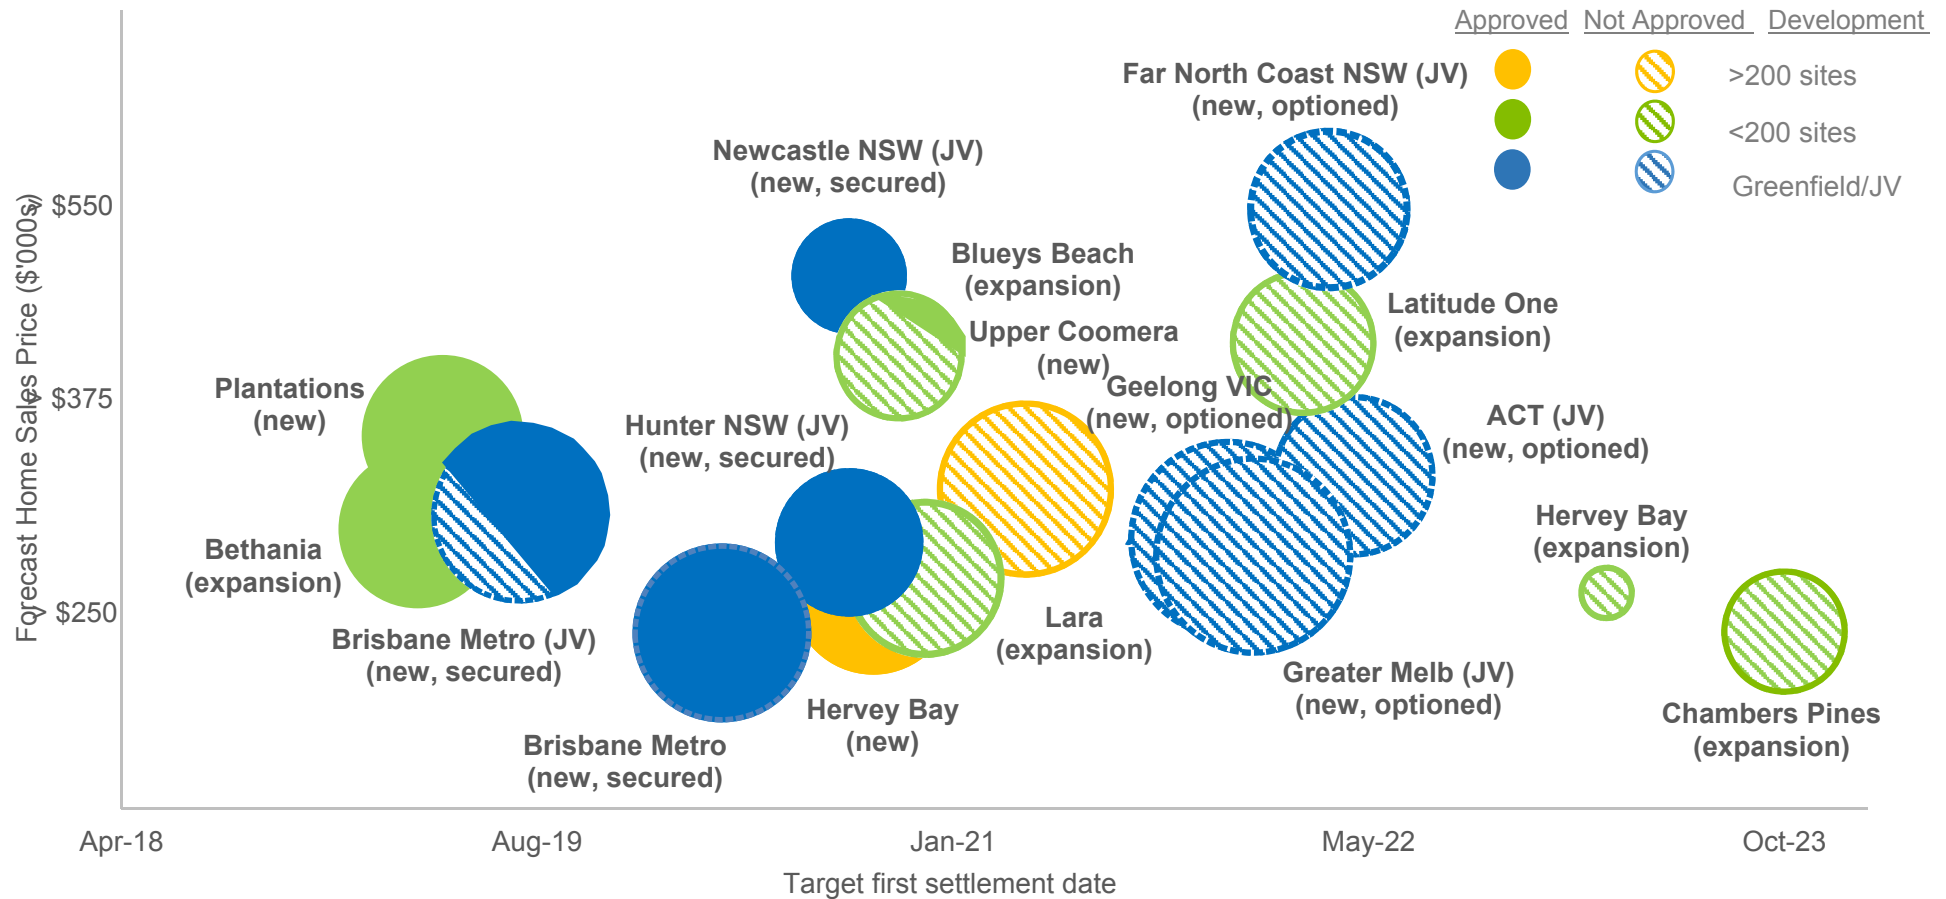 Approved Not Approved Development
>200 sites
<200 sites
Greenfield/JV
Far North Coast NSW (JV)
(new, optioned)
Newcastle NSW (JV)
(new, secured)
Blueys Beach
(expansion)
Upper Coomera
(new)
Latitude One
(expansion)
Plantations
(new)
Geelong VIC
(new, optioned)
Hunter NSW (JV)
(new, secured)
ACT (JV)
(new, optioned)
Bethania
(expansion)
Hervey Bay
(expansion)
Brisbane Metro (JV)
(new, secured)
Lara
(expansion)
Greater Melb (JV)
(new, optioned)
Hervey Bay
(new)
Chambers Pines
(expansion)
Brisbane Metro
(new, secured)
Forecast Home Sales Price ($'000s)
$550
$375
$250
Apr-18 Aug-19 Jan-21 May-22 Oct-23
Target first settlement date